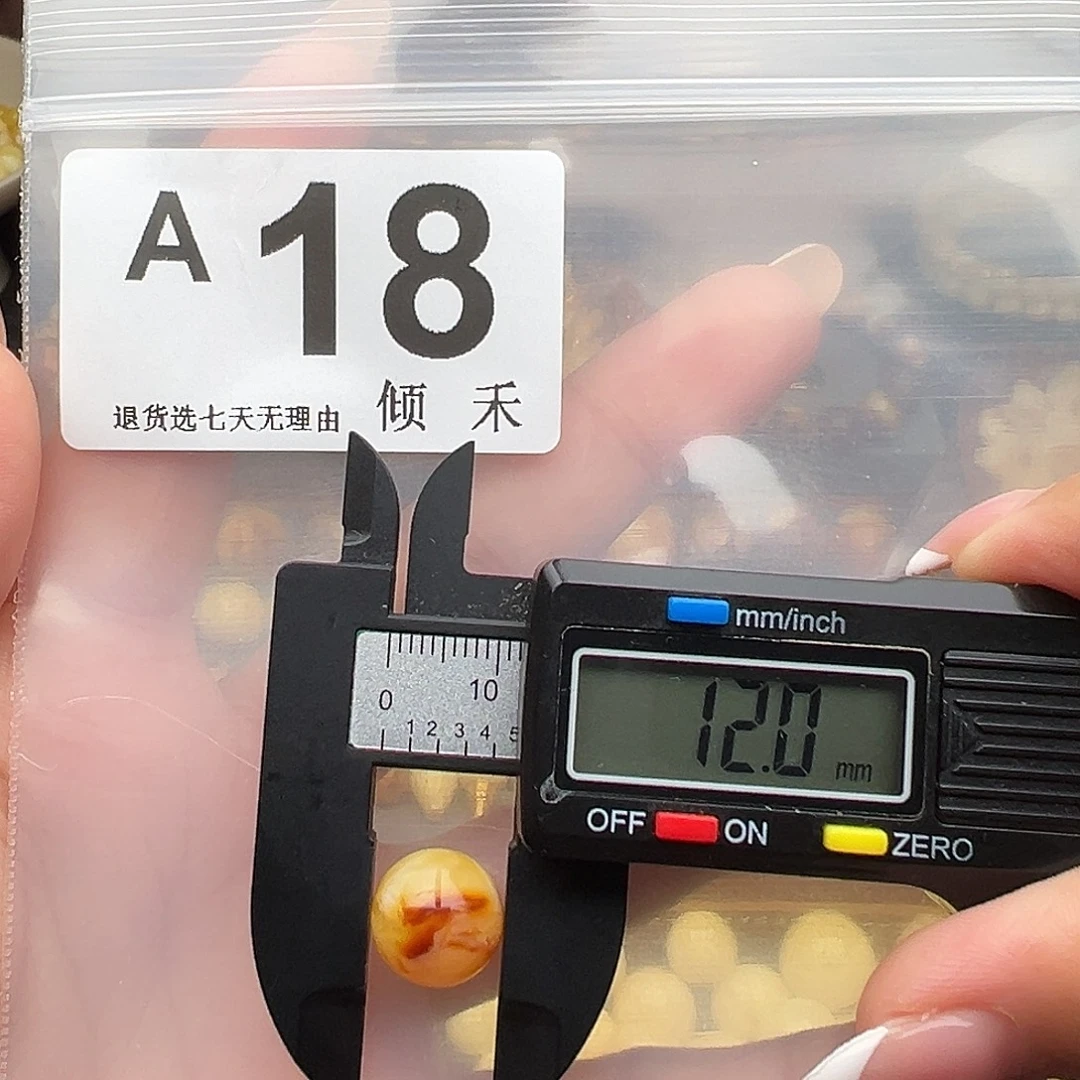 A 18
退货选七天无理由 倾 禾
mm/inch
0 10
1 2 3 4 5
12.0 mm
OFF ON ZERO